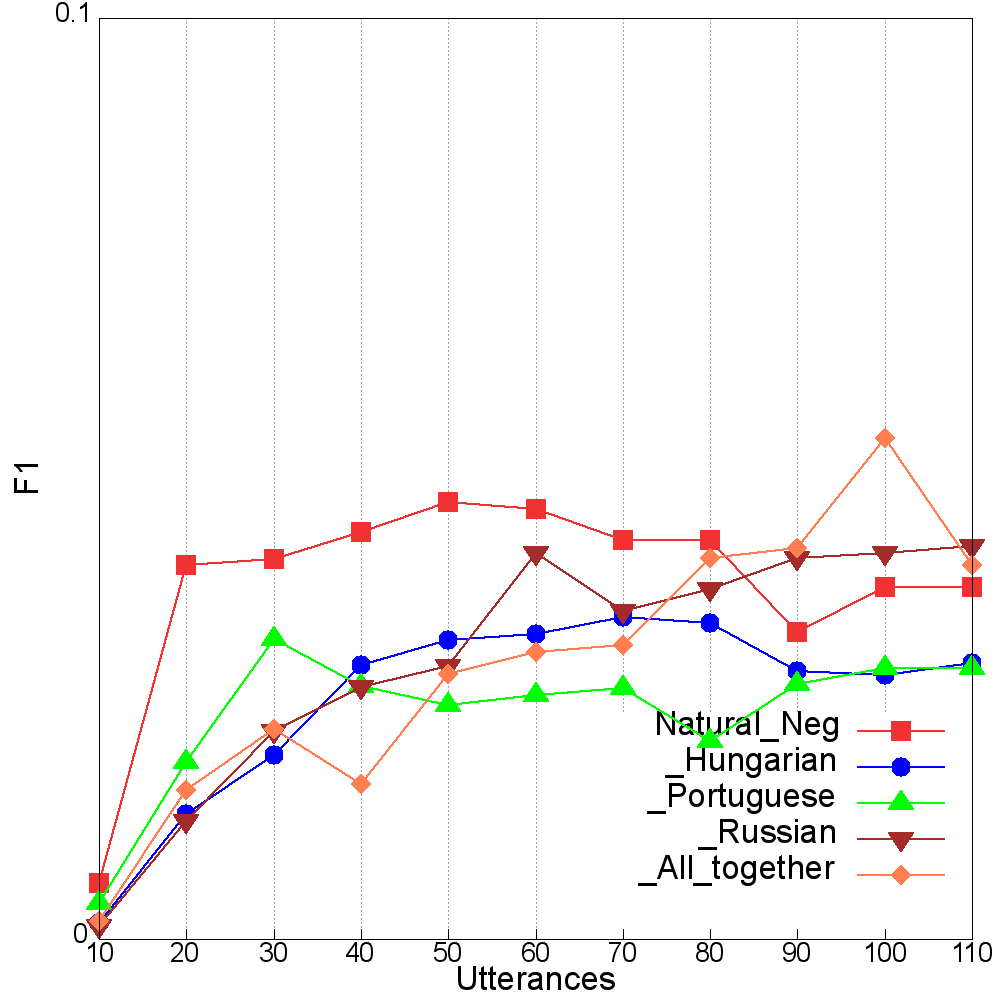 0.1
F1
Natural_Neg
_Hungarian
_Portuguese
_Russian
_All_together
0
10 20 30 40 50 60 70 80 90 100 110
Utterances